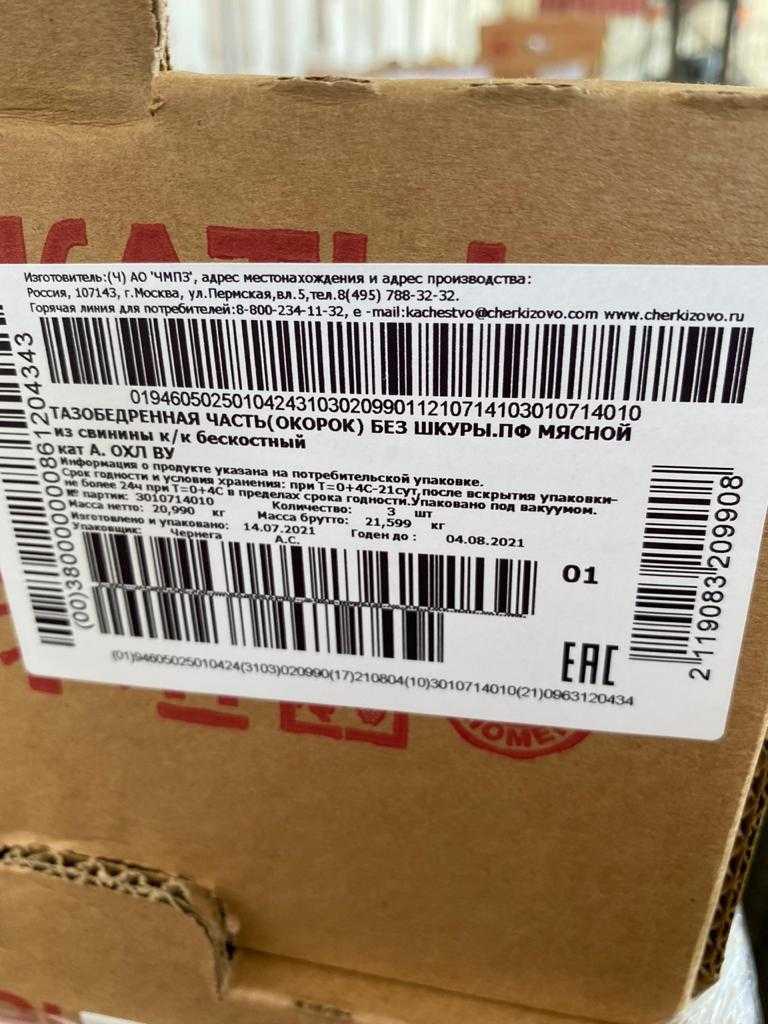 Изготовитель:(Ч) АО 'ЧМПЗ', адрес местонахождения и адрес производства:
Россия, 107143, г.Москва, ул.Пермская,вл.5,тел.8(495) 788-32-32.
Горячая линия для потребителей:8-800-234-11-32, e -mail:kachestvo@cherkizovo.com www.cherkizovo.ru
0194605025010424310302099011210714103010714010
ТАЗОБЕДРЕННАЯ ЧАСТЬ(ОКОРОК) БЕЗ ШКУРЫ.ПФ МЯСНОЙ
из свинины к/к бескостный
кат А. ОХЛ ВУ
Информация о продукте указана на потребительской упаковке.
Срок годности и условия хранения: при Т=0+4С-21сут,после вскрытия упаковки-
не более 24ч при Т=0+4С в пределах срока годности.Упаковано под вакуумом.
№ партии: 3010714010 Количество: 3 шт
Масса нетто: 20,990 кг Масса брутто: 21,599 кг
Изготовлено и упаковано: 14.07.2021 Годен до : 04.08.2021
Упаковщик: Чернега А.С.
01
EAC
(01)94605025010424(3103)020990(17)210804(10)3010714010(21)0963120434
(00)380000000861204343
2119083209908